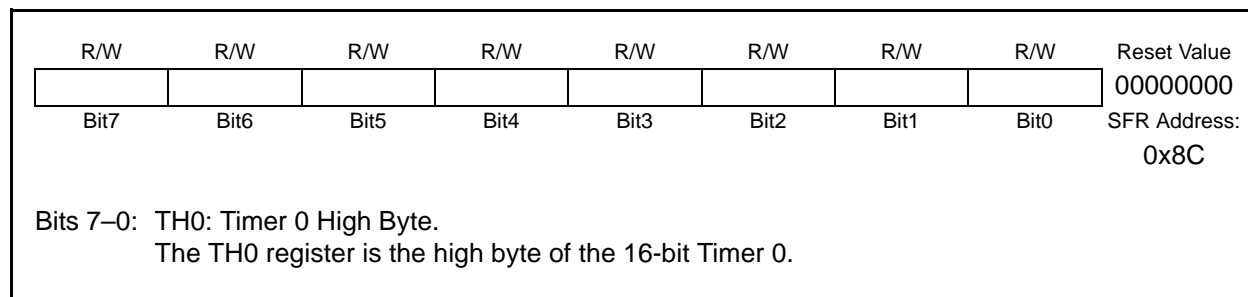 R/W R/W R/W R/W R/W R/W R/W R/W Reset Value
00000000
Bit7 Bit6 Bit5 Bit4 Bit3 Bit2 Bit1 Bit0 SFR Address:
0x8C
Bits 7–0: TH0: Timer 0 High Byte.
The TH0 register is the high byte of the 16-bit Timer 0.